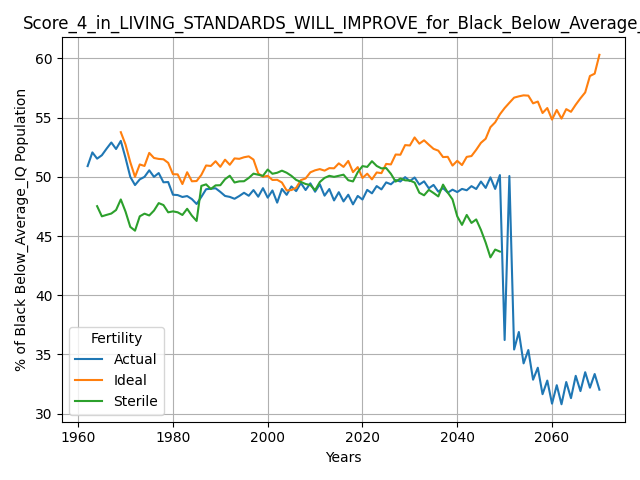 Score_4_in_LIVING_STANDARDS_WILL_IMPROVE_for_Black_Below_Average_
% of Black Below_Average_IQ Population
60
55
50
45
40
35
30
Fertility
Actual
Ideal
Sterile
1960 1980 2000 2020 2040 2060
Years